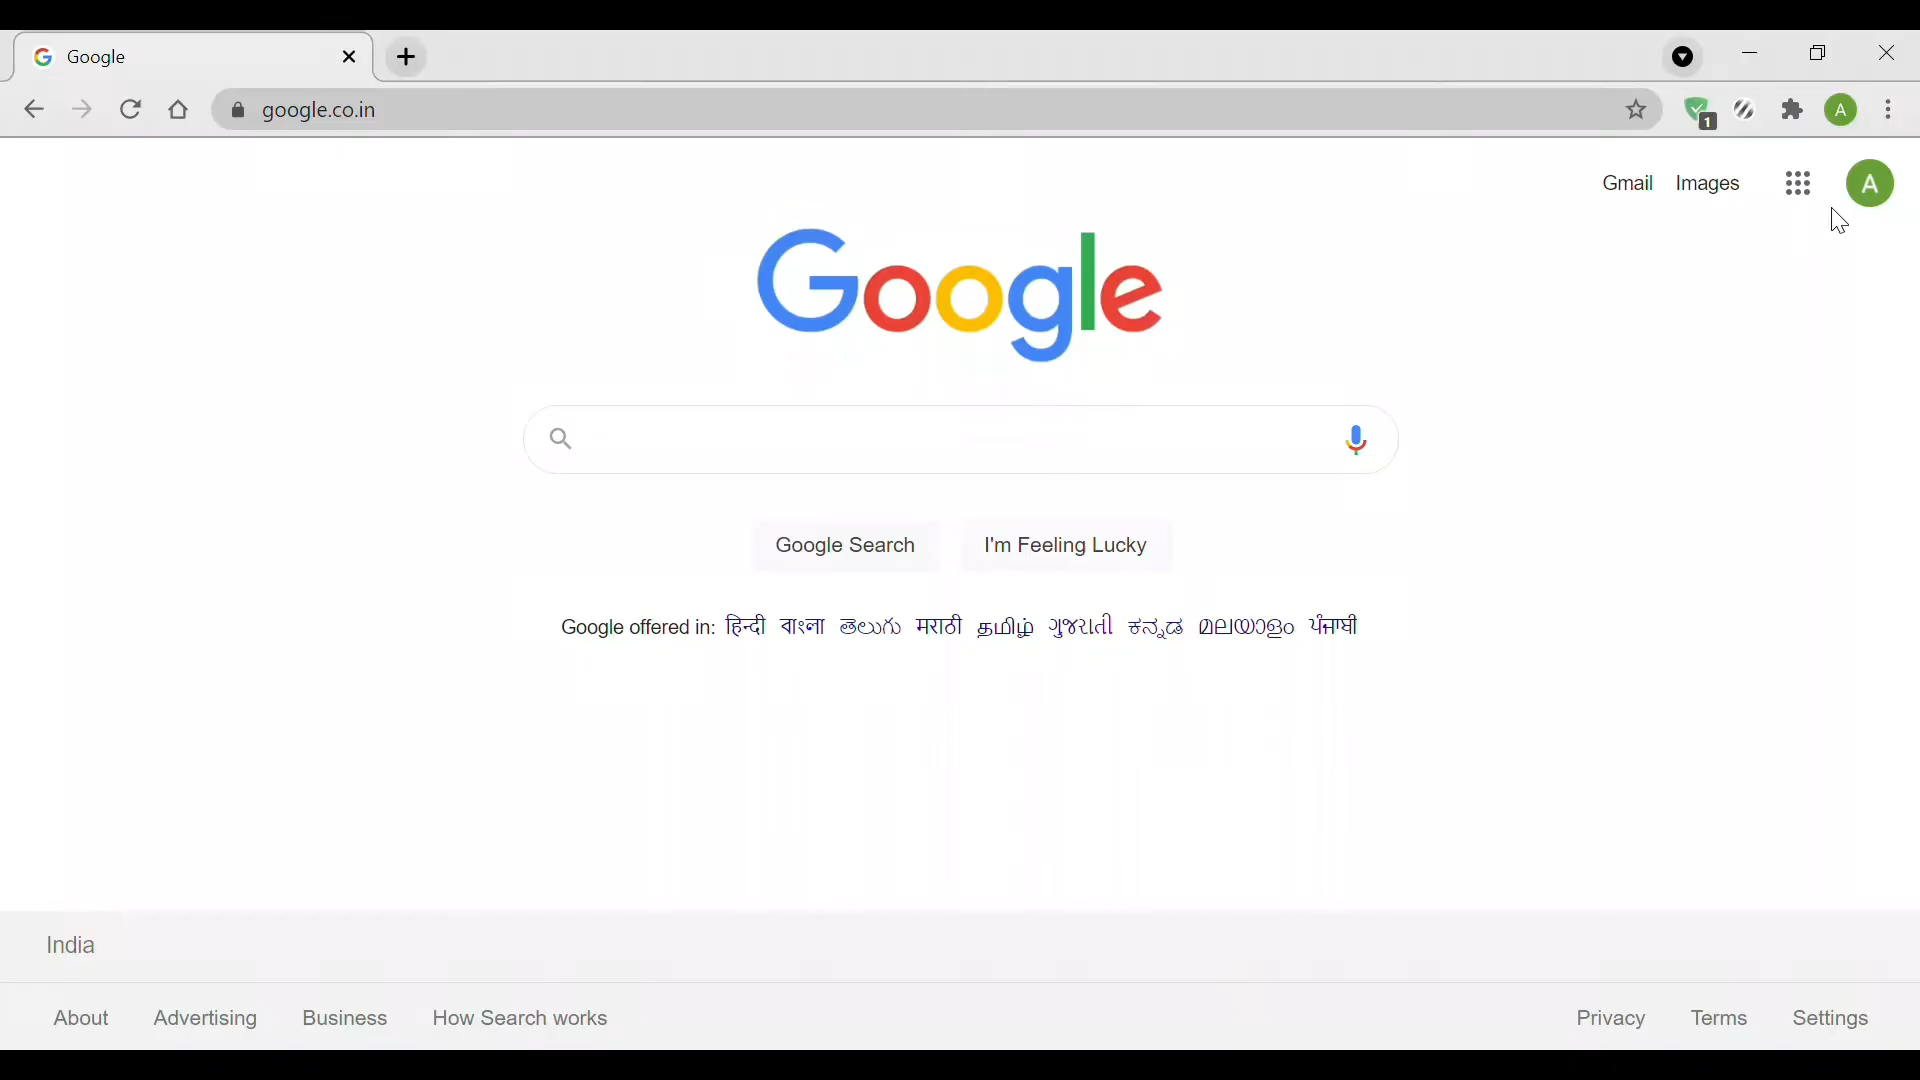 Google
google.co.in
1
A
Gmail Images
A
Google
Google Search I'm Feeling Lucky
Google offered in: हिन्दी বাংলা తెలుగు मराठी தமிழ் ગુજરાતી ಕನ್ನಡ മലയാളം ਪੰਜਾਬੀ
India
About Advertising Business How Search works Privacy Terms Settings